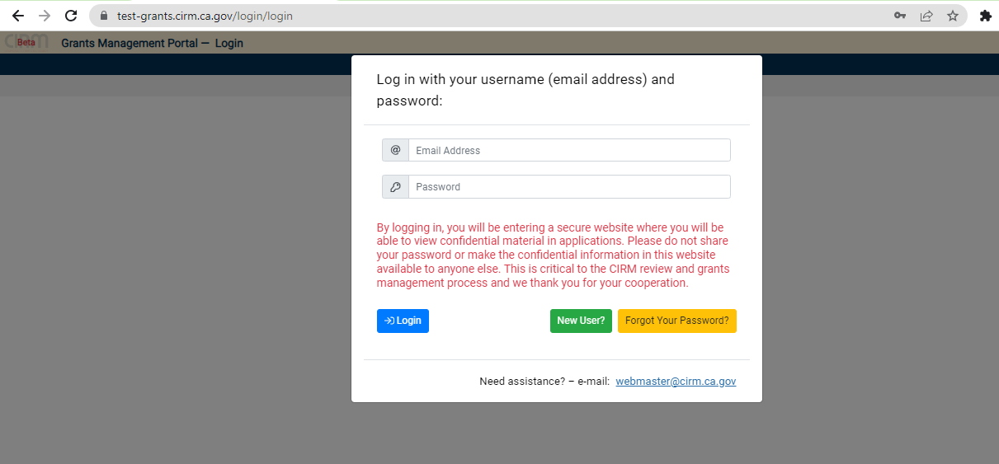 test-grants.cirm.ca.gov/login/login
CIRM Beta Grants Management Portal — Login
Log in with your username (email address) and
password:
@ Email Address
Password
By logging in, you will be entering a secure website where you will be
able to view confidential material in applications. Please do not share
your password or make the confidential information in this website
available to anyone else. This is critical to the CIRM review and grants
management process and we thank you for your cooperation.
Login New User? Forgot Your Password?
Need assistance? – e-mail: webmaster@cirm.ca.gov